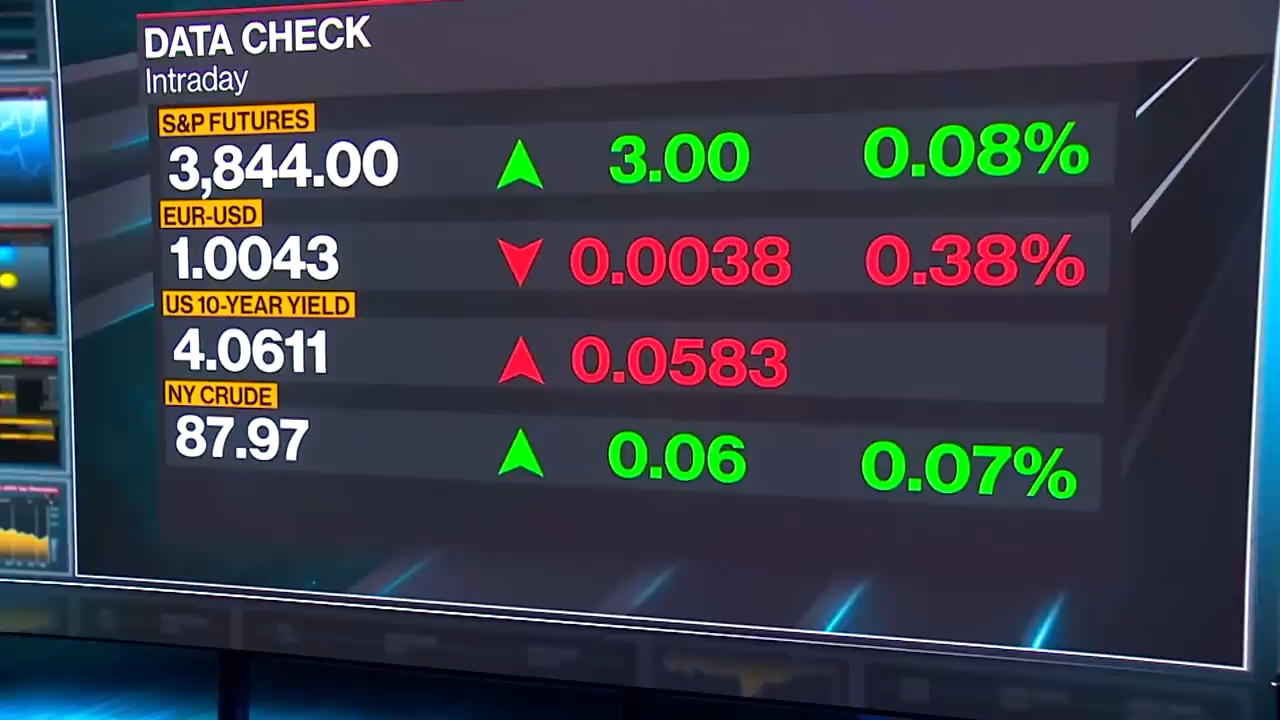 DATA CHECK
Intraday
S&P FUTURES
3,844.00 ▲ 3.00 0.08%
EUR-USD
1.0043 ▼ 0.0038 0.38%
US 10-YEAR YIELD
4.0611 ▲ 0.0583
NY CRUDE
87.97 ▲ 0.06 0.07%